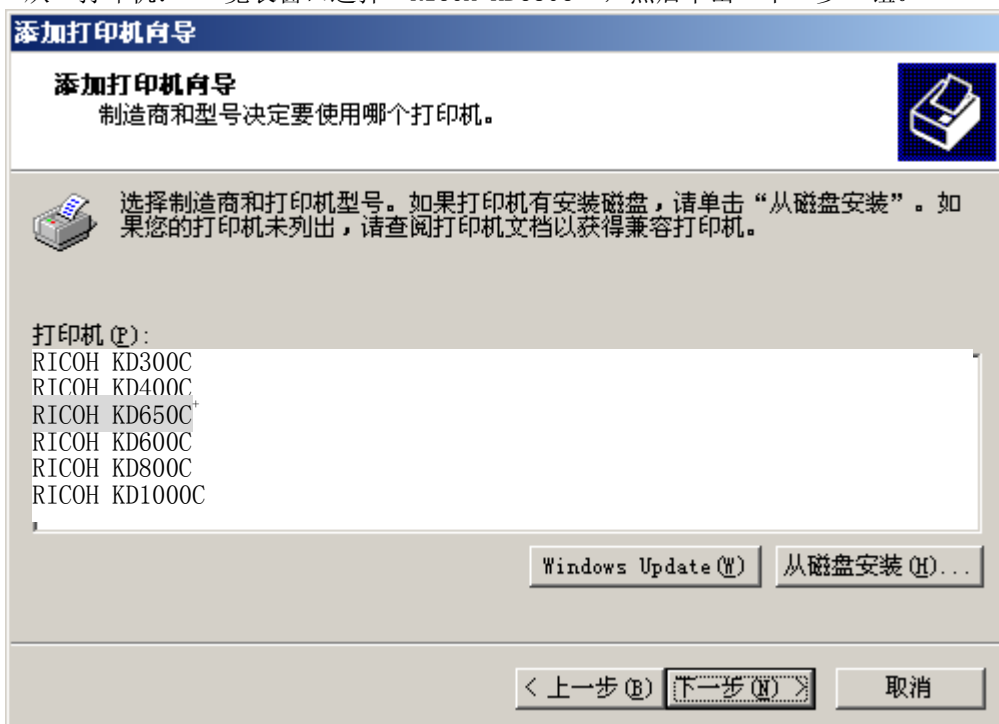 添加打印机向导
添加打印机向导
制造商和型号决定要使用哪个打印机。
选择制造商和打印机型号。如果打印机有安装磁盘，请单击“从磁盘安装”。如
果您的打印机未列出，请查阅打印机文档以获得兼容打印机。
打印机(P):
RICOH KD300C
RICOH KD400C
RICOH KD650C
RICOH KD600C
RICOH KD800C
RICOH KD1000C
Windows Update(W)
从磁盘安装(H)...
< 上一步(B)
下一步(N) >
取消